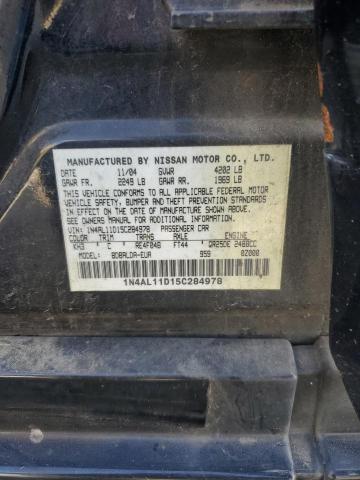 MANUFACTURED BY NISSAN MOTOR CO., LTD.
DATE 11/04 GVWR 4202 LB
GAWR FR. 2249 LB GAWR RR. 1969 LB
THIS VEHICLE CONFORMS TO ALL APPLICABLE FEDERAL MOTOR
VEHICLE SAFETY, BUMPER AND THEFT PREVENTION STANDARDS
IN EFFECT ON THE DATE OF MANUFACTURE SHOWN ABOVE.
SEE OWNERS MANUAL FOR ADDITIONAL INFORMATION.
VIN: 1N4AL11D15C284978 PASSENGER CAR
COLOR TRIM TRANS AXLE ENGINE
KH3 C RE4F04B FT44 QR25DE 2488CC
MODEL BDBALDA-EUA 959 0Z000
1N4AL11D15C284978